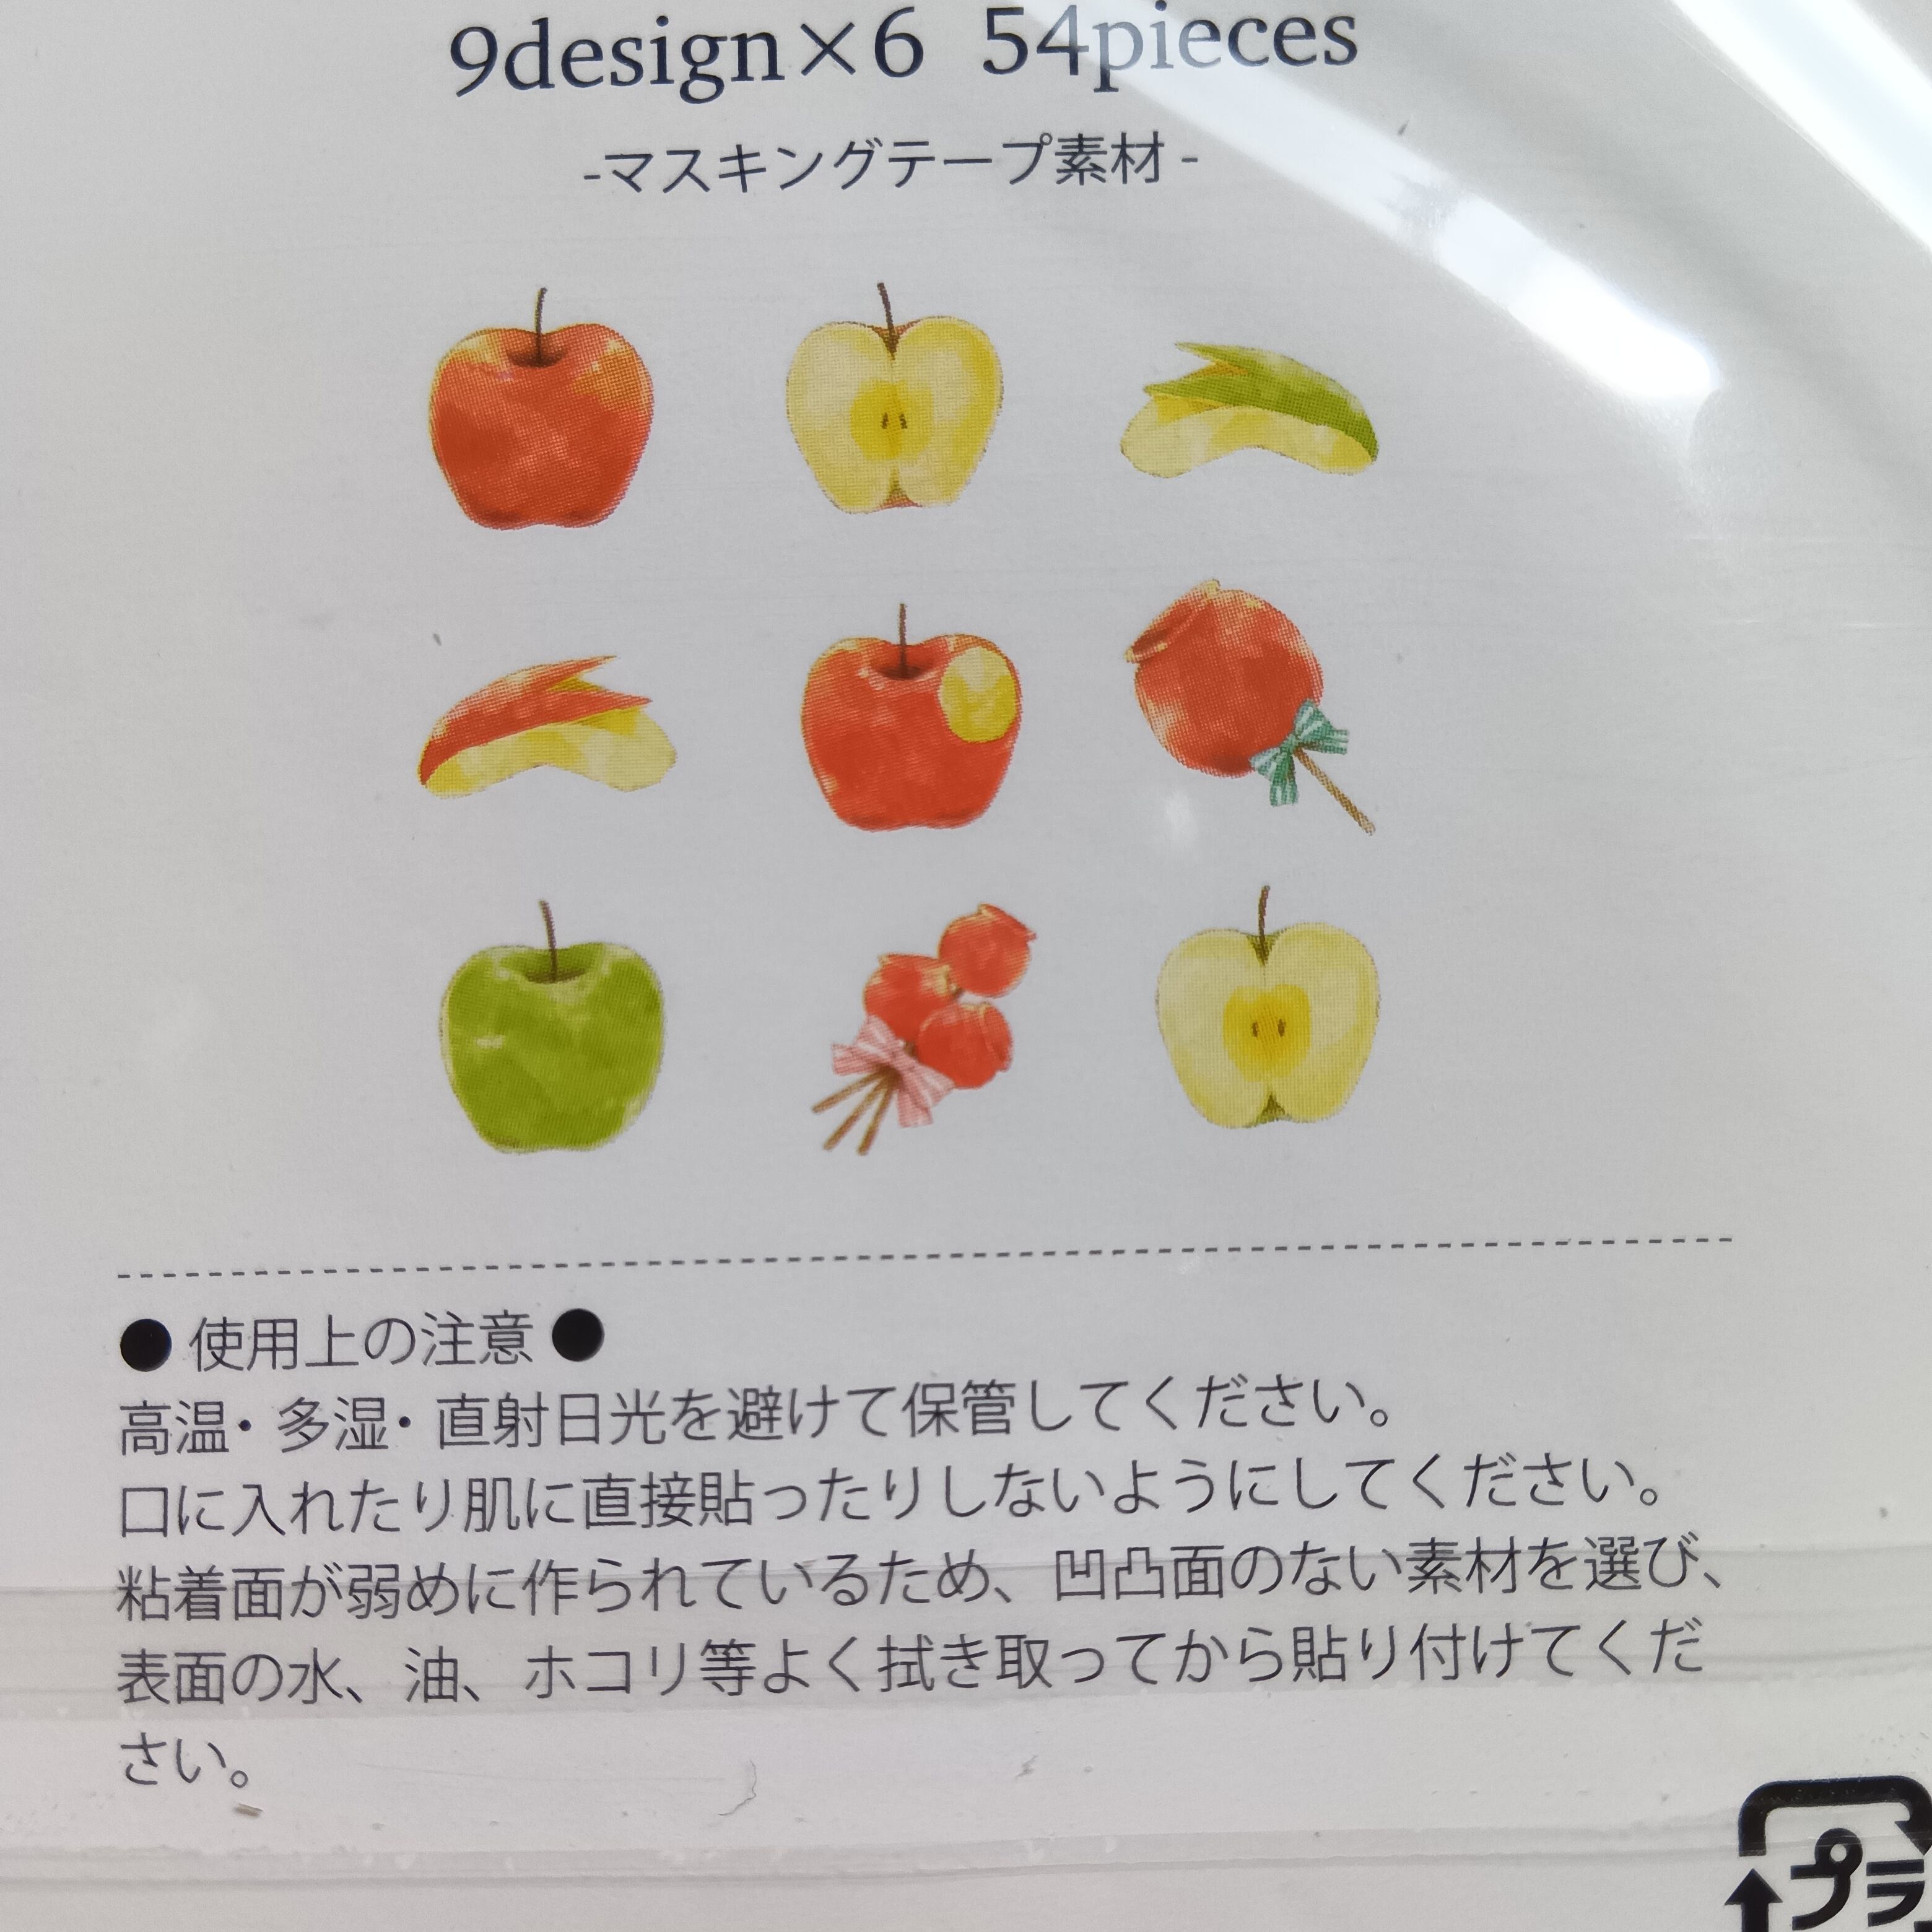 9design×6 54pieces
-マスキングテープ素材-
●使用上の注意●
高温・多湿・直射日光を避けて保管してください。
口に入れたり肌に直接貼ったりしないようにしてください。
粘着面が弱めに作られているため、凹凸面のない素材を選び、
表面の水、油、ホコリ等よく拭き取ってから貼り付けてくだ
さい。
プラ